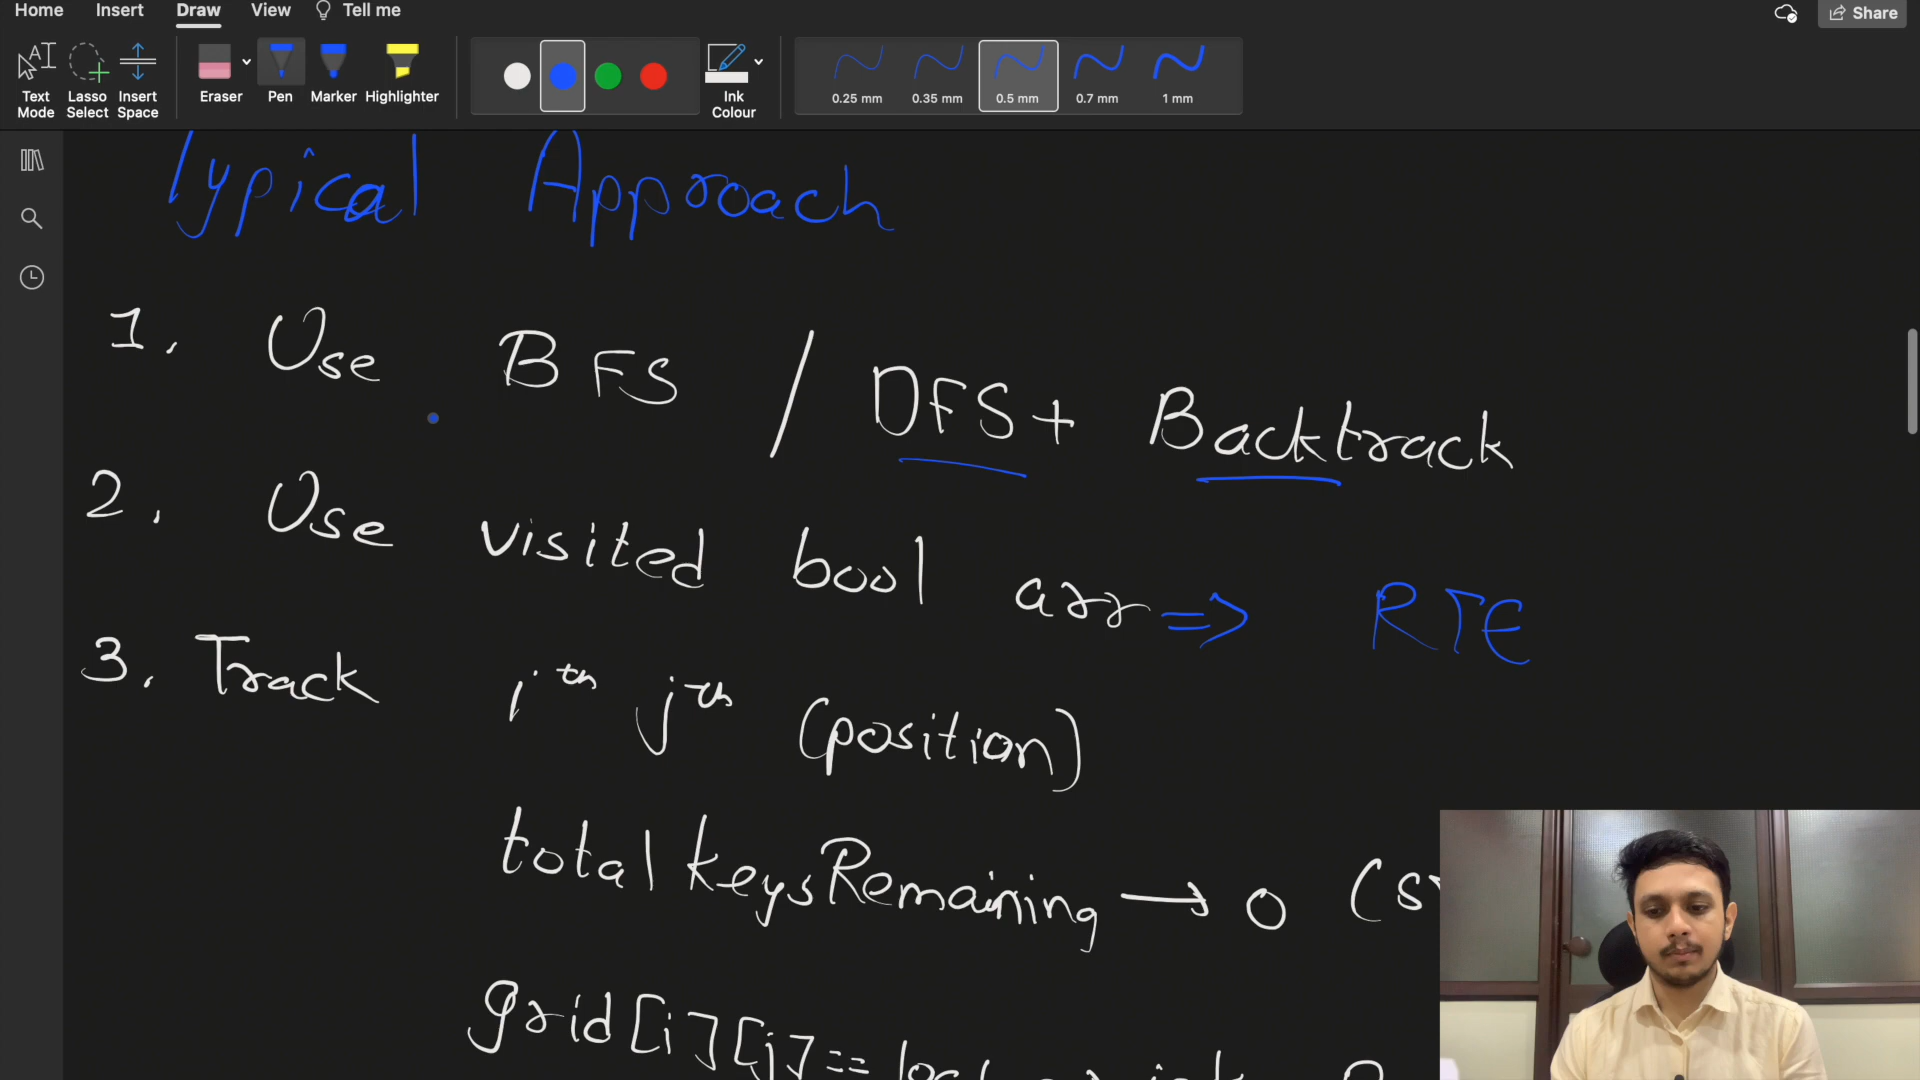 Home Insert Draw View Tell me Share
Text Mode Lasso Select Insert Space Eraser Pen Marker Highlighter Ink Colour 0.25 mm 0.35 mm 0.5 mm 0.7 mm 1 mm
Typical Approach
1. Use BFS / DFS + Backtrack
2. Use visited bool arr => RTE
3. Track ith jth (position)
total keysRemaining → 0 (s
grid[i][j] ==